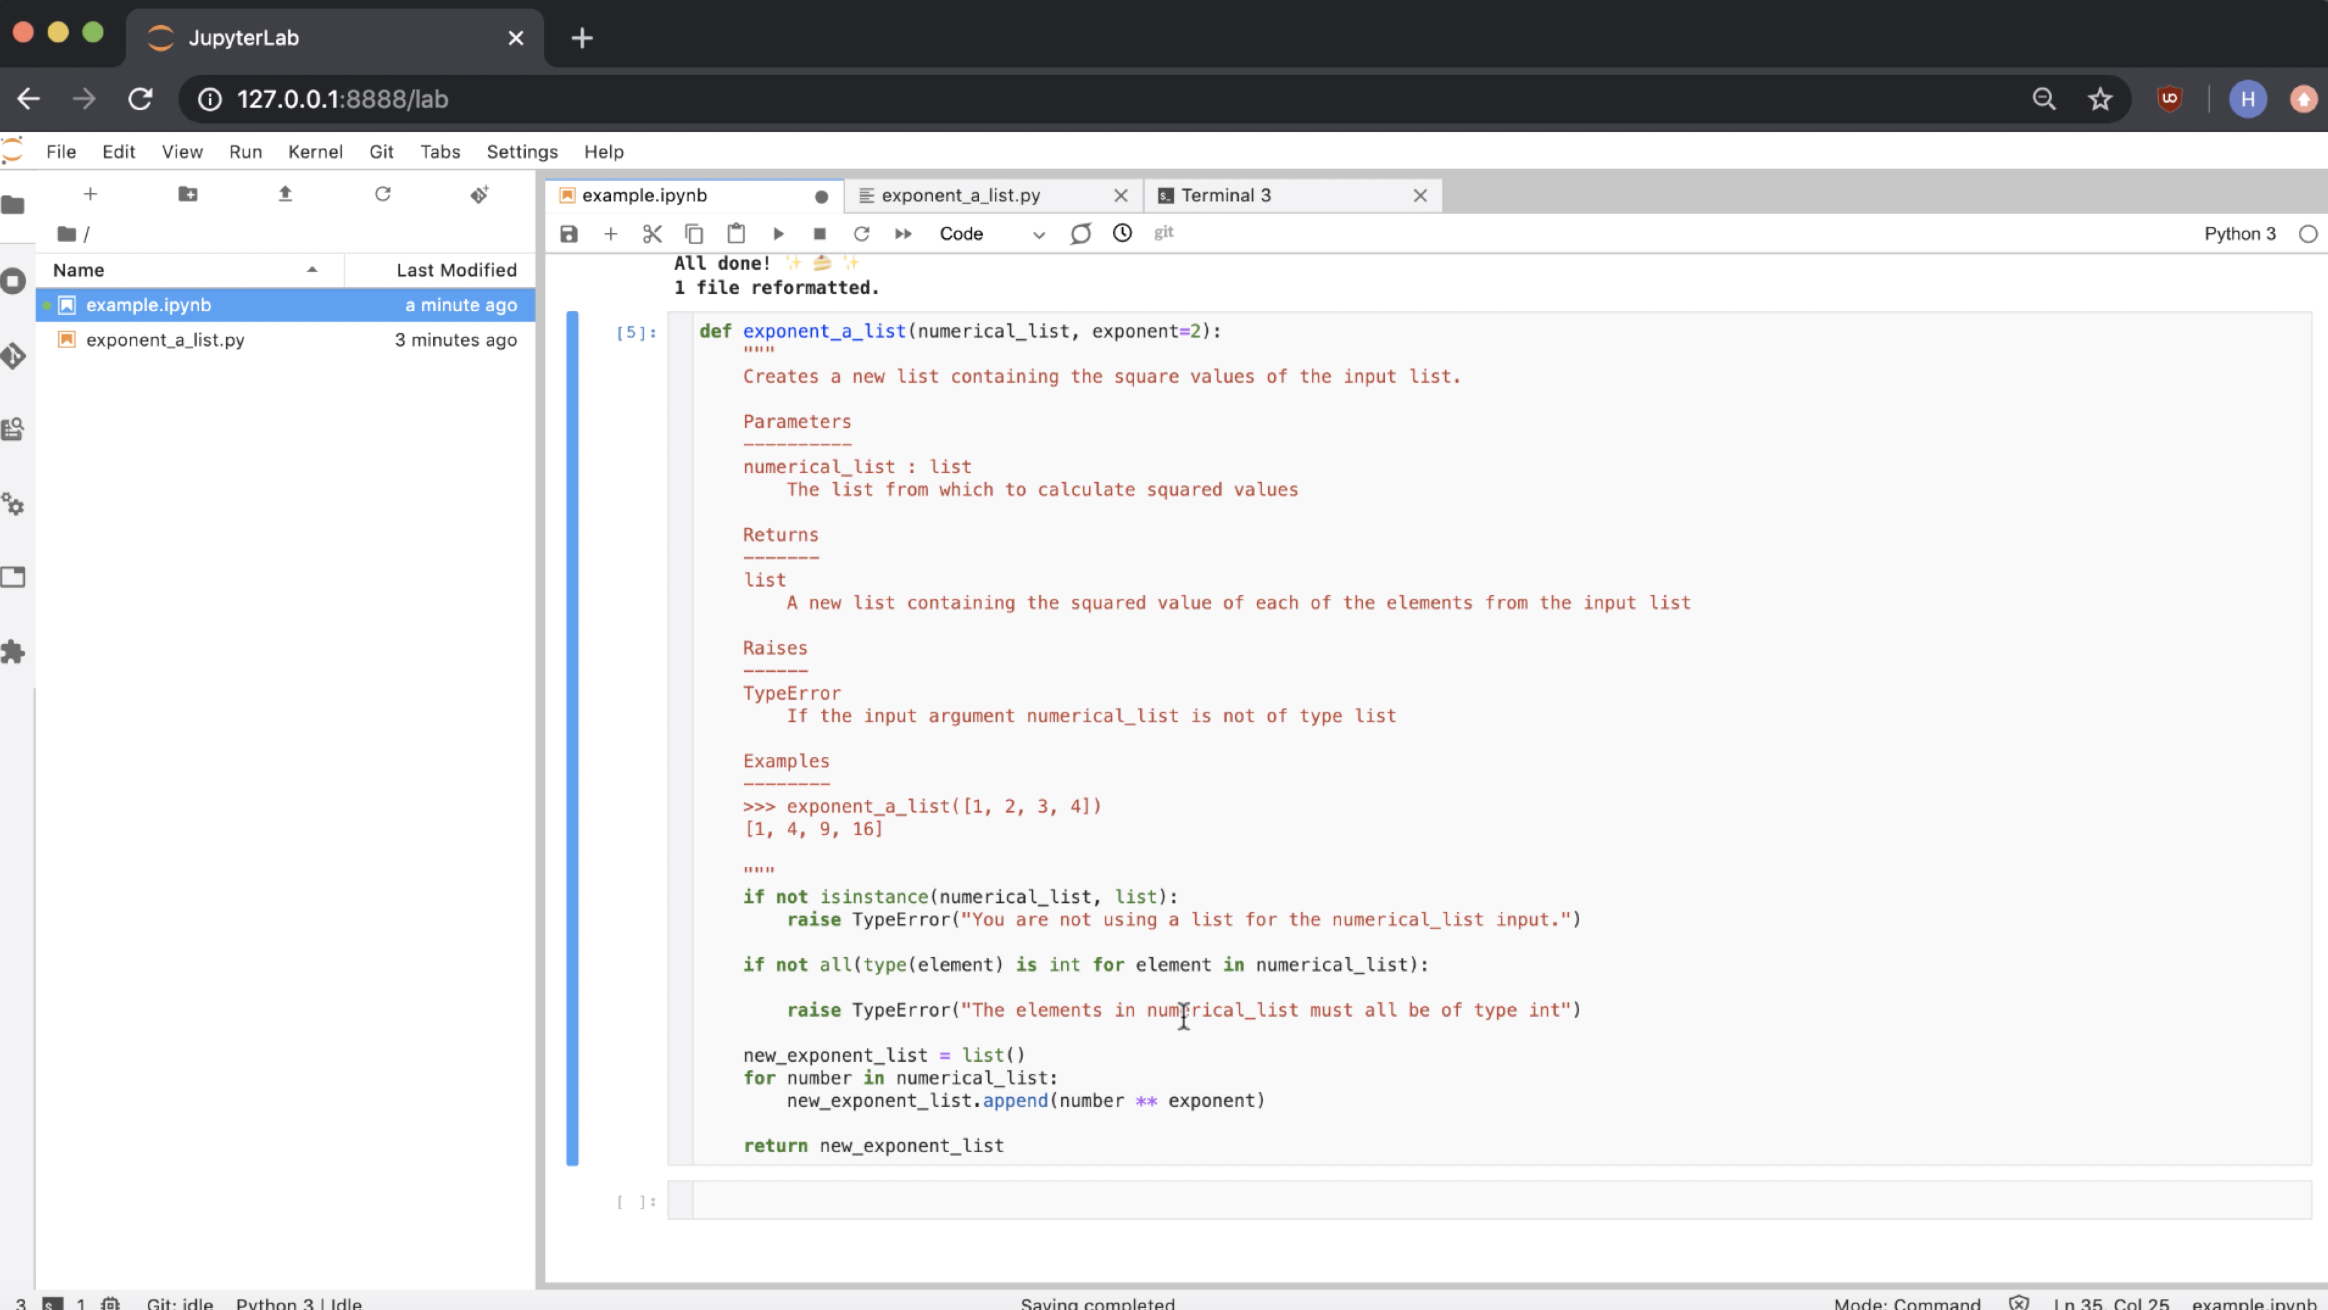 JupyterLab
127.0.0.1:8888/lab
H
File Edit View Run Kernel Git Tabs Settings Help
example.ipynb exponent_a_list.py Terminal 3
Code git Python 3
/
Name Last Modified
example.ipynb a minute ago
exponent_a_list.py 3 minutes ago
All done! ✨ 🍰 ✨
1 file reformatted.
[5]: def exponent_a_list(numerical_list, exponent=2):
"""
Creates a new list containing the square values of the input list.
Parameters
----------
numerical_list : list
The list from which to calculate squared values
Returns
-------
list
A new list containing the squared value of each of the elements from the input list
Raises
------
TypeError
If the input argument numerical_list is not of type list
Examples
--------
>>> exponent_a_list([1, 2, 3, 4])
[1, 4, 9, 16]
"""
if not isinstance(numerical_list, list):
raise TypeError("You are not using a list for the numerical_list input.")
if not all(type(element) is int for element in numerical_list):
raise TypeError("The elements in numerical_list must all be of type int")
new_exponent_list = list()
for number in numerical_list:
new_exponent_list.append(number ** exponent)
return new_exponent_list
[ ]:
3 1 Git: idle Python 3 | Idle Saving completed Mode: Command Ln 35, Col 25 example.ipynb